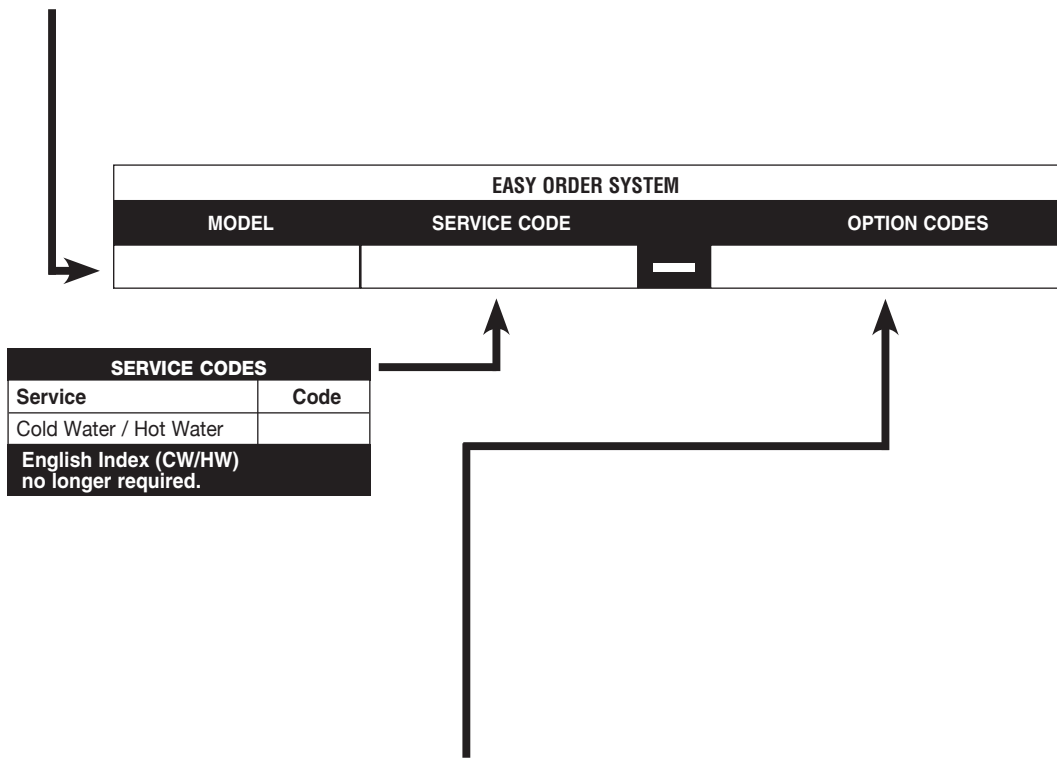 EASY ORDER SYSTEM
MODEL SERVICE CODE OPTION CODES
SERVICE CODES
Service Code
Cold Water / Hot Water
English Index (CW/HW)
no longer required.